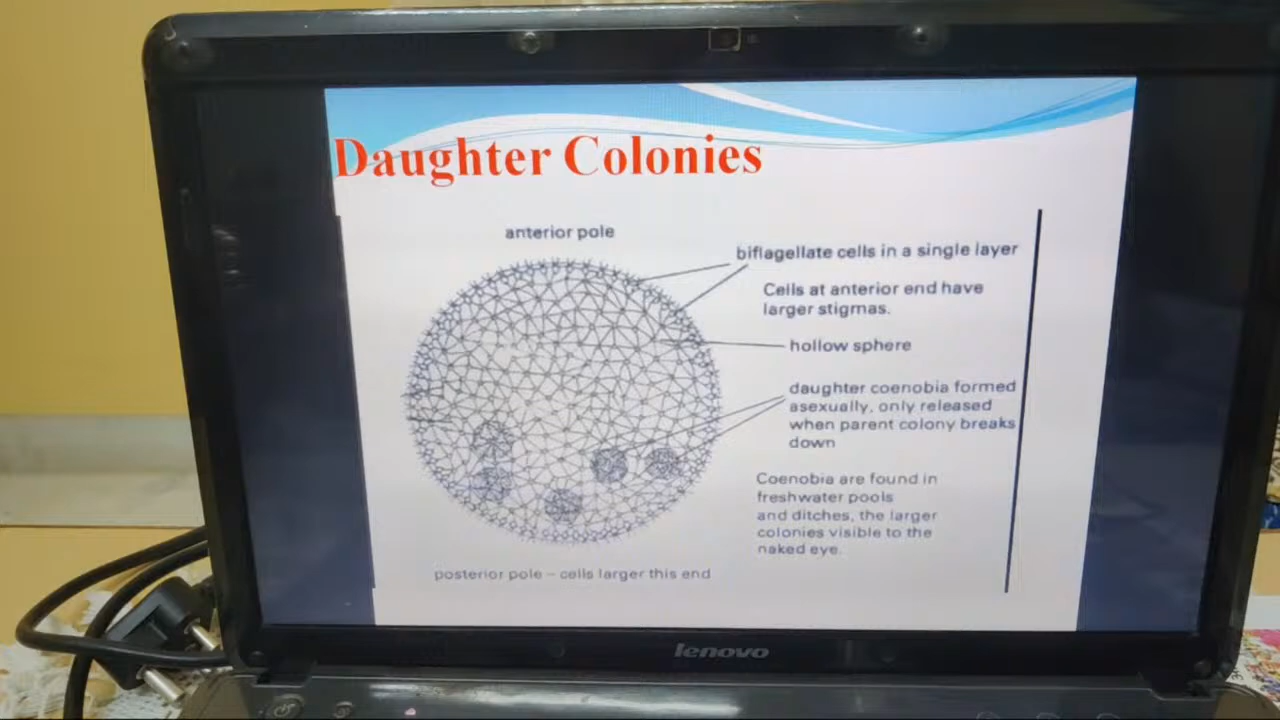 Daughter Colonies
anterior pole
biflagellate cells in a single layer
Cells at anterior end have
larger stigmas.
hollow sphere
daughter coenobia formed
asexually, only released
when parent colony breaks
down
Coenobia are found in
freshwater pools
and ditches, the larger
colonies visible to the
naked eye.
posterior pole – cells larger this end
lenovo